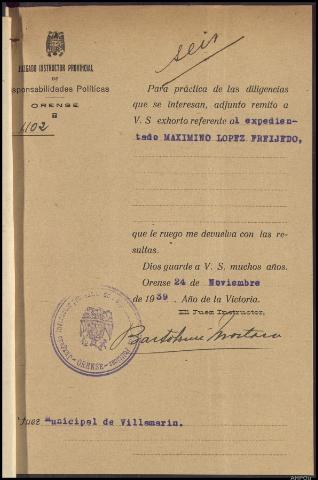 seis
JUZGADO INSTRUCTOR PROVINCIAL
DE
Responsabilidades Políticas
ORENSE
1102
Para práctica de las diligencias
que se interesan, adjunto remito a
V. S exhorto referente al expedien-
tado MAXIMINO LOPEZ FREIJEDO,
que le ruego me devuelva con las re-
sultas.
Dios guarde a V. S. muchos años.
Orense 24 de Noviembre
de 1939. Año de la Victoria.
El Juez Instructor,
ORENSE
Juez Municipal de Villamarin.